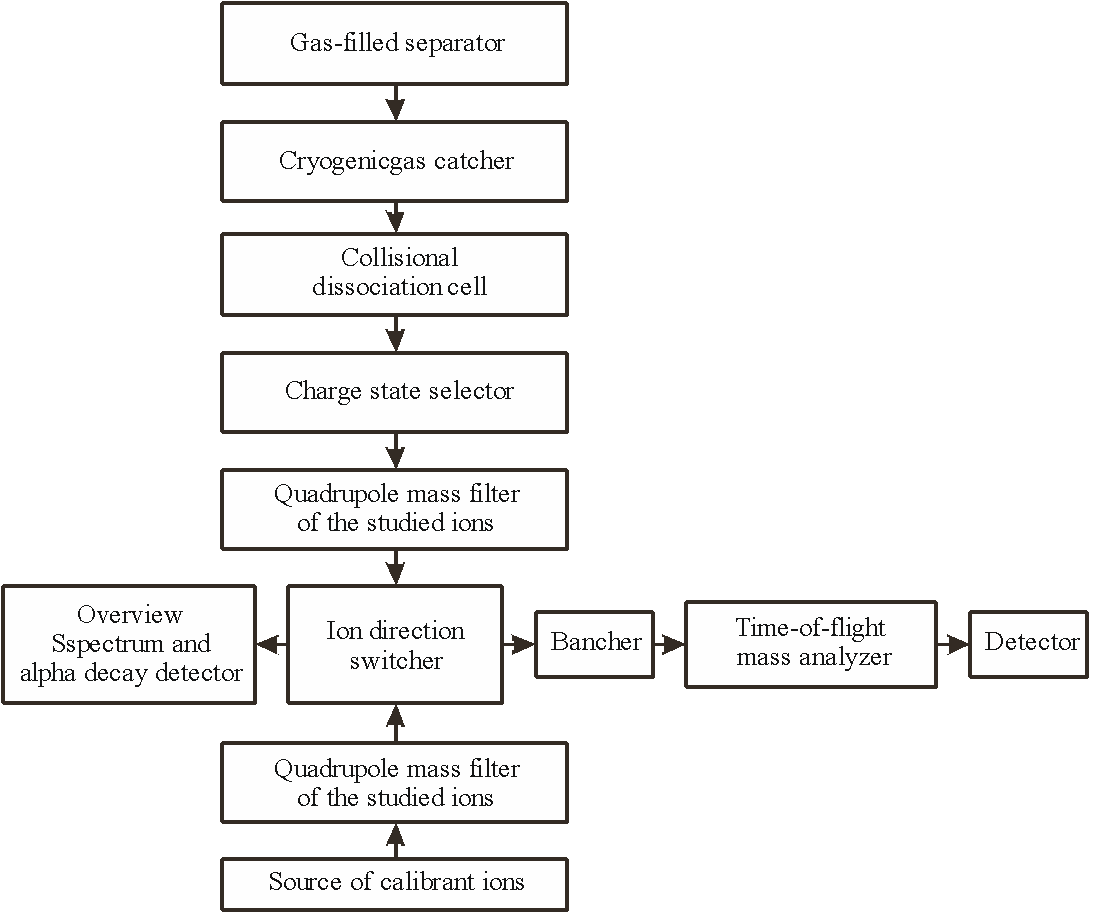 Gas-filled separator
Cryogenicgas catcher
Collisional
dissociation cell
Charge state selector
Quadrupole mass filter
of the studied ions
Overview
Sspectrum and
alpha decay detector
Ion direction
switcher
Bancher
Time-of-flight
mass analyzer
Detector
Quadrupole mass filter
of the studied ions
Source of calibrant ions